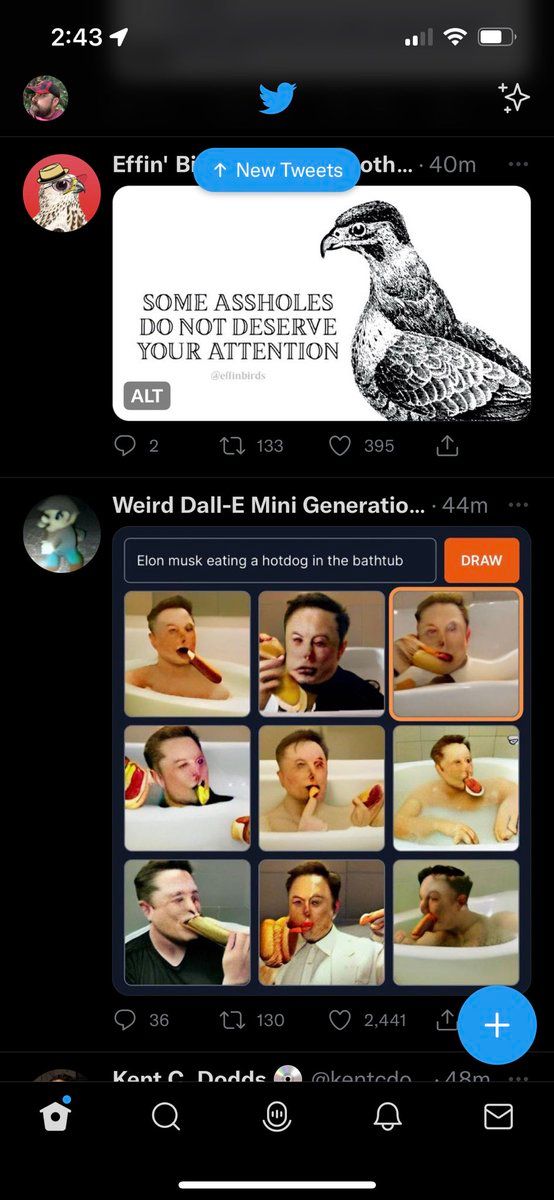 2:43
Effin' Bi
↑ New Tweets
oth... · 40m
SOME ASSHOLES
DO NOT DESERVE
YOUR ATTENTION
@effinbirds
ALT
2 133 395
Weird Dall-E Mini Generatio... · 44m
Elon musk eating a hotdog in the bathtub
DRAW
36 130 2,441
Kent C. Dodds @kentcdo... · 48m